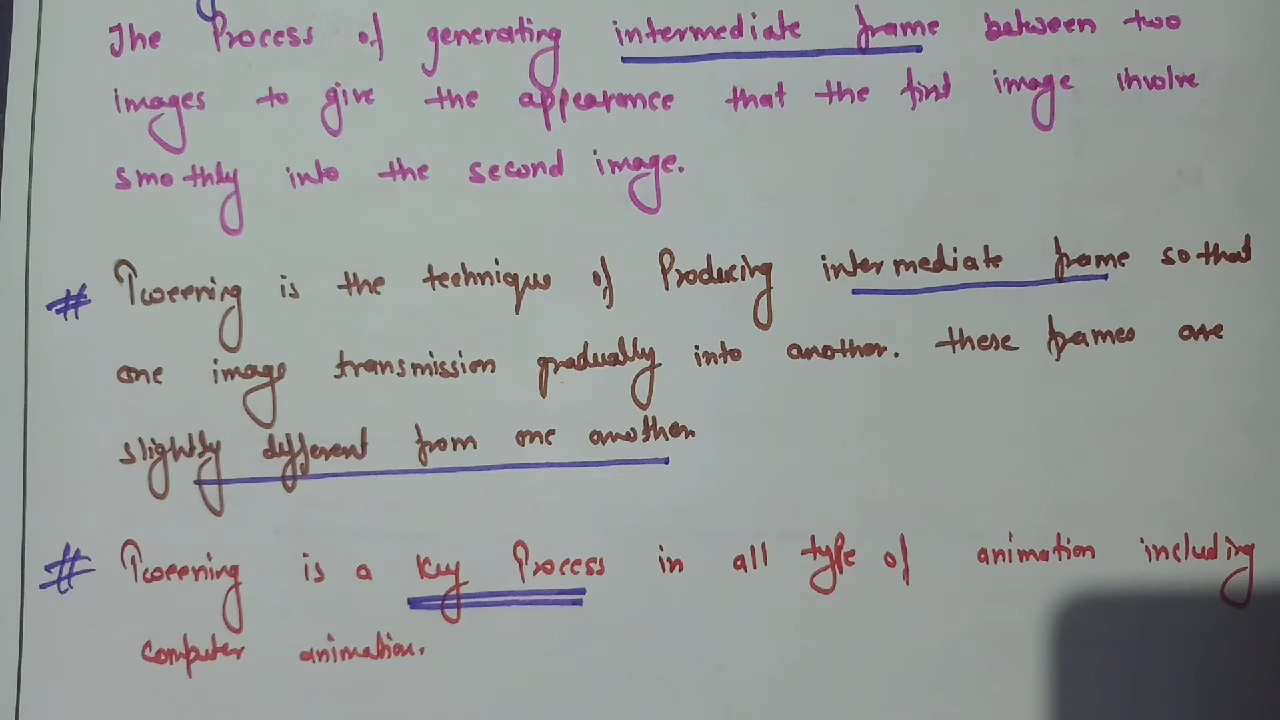 The Process of generating intermediate frame between two
images to give the appearance that the first image involve
smothly into the second image.
# Tweening is the technique of Producing intermediate frame so that
one image transmission gradually into another. these frames are
slightly different from one another
# Tweening is a key Process in all type of animation including
computer animation.